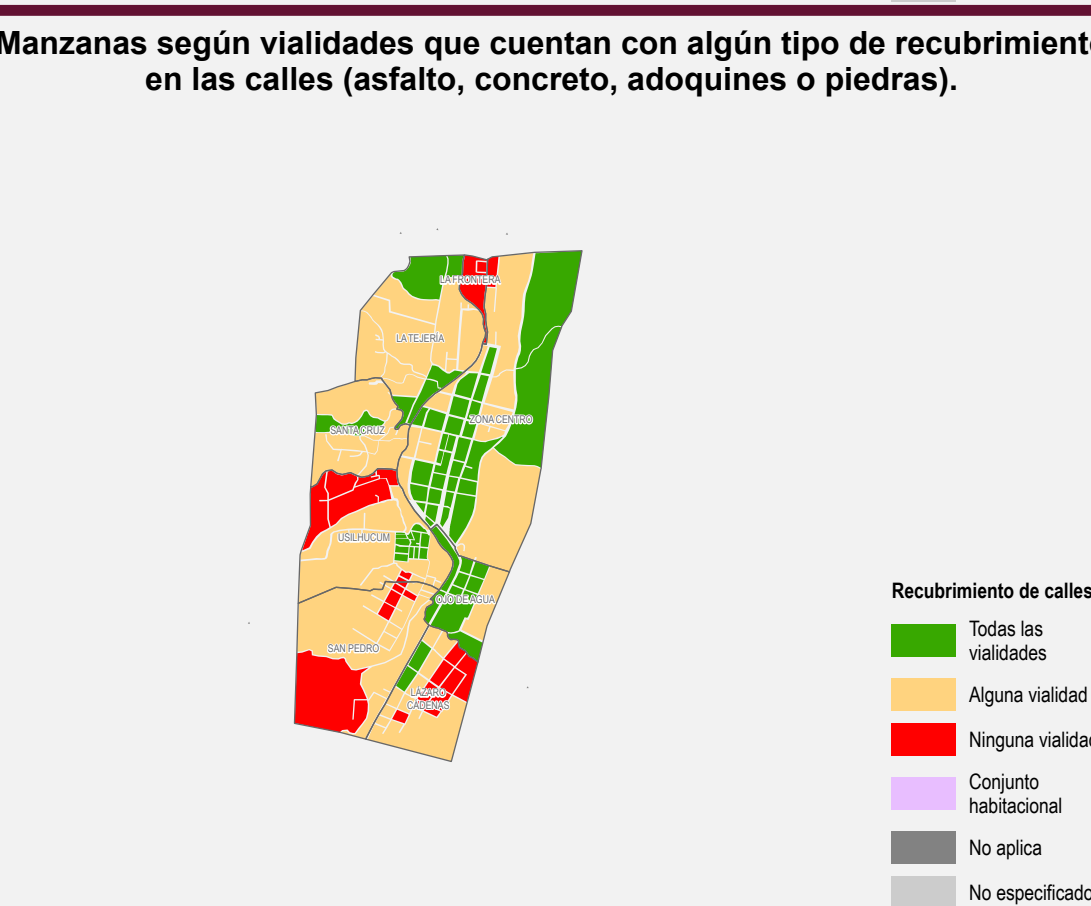 Manzanas según vialidades que cuentan con algún tipo de recubrimiento
en las calles (asfalto, concreto, adoquines o piedras).
LA FRONTERA
LA TEJERÍA
ZONA CENTRO
SANTA CRUZ
USILHUCUM
OJO DE AGUA
SAN PEDRO
LÁZARO
CÁDENAS
Recubrimiento de calles
Todas las
vialidades
Alguna vialidad
Ninguna vialidad
Conjunto
habitacional
No aplica
No especificado